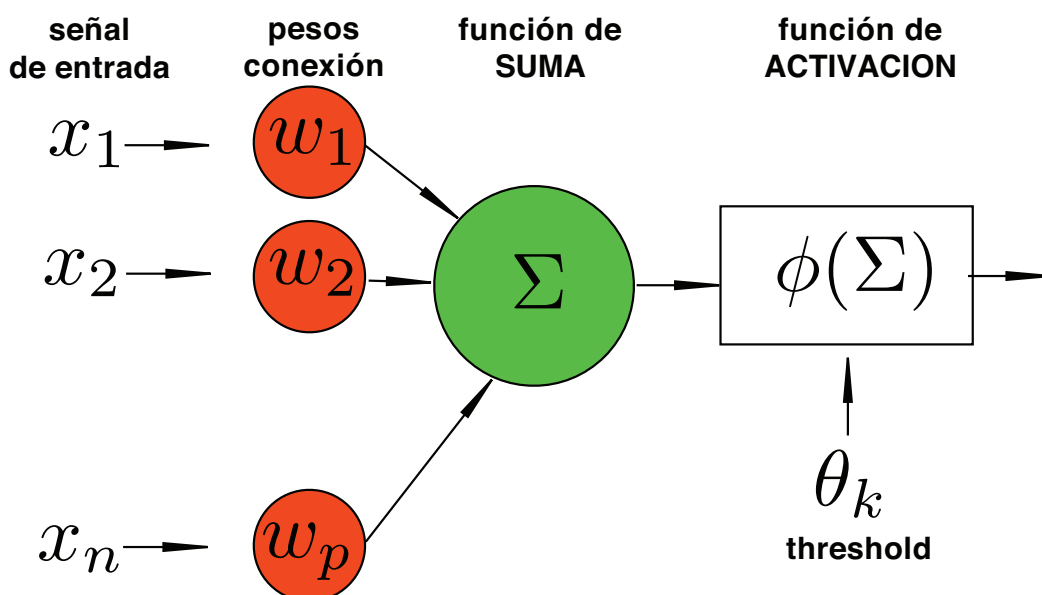 señal
de entrada
pesos
conexión
función de
SUMA
función de
ACTIVACION
x₁
w₁
x₂
w₂
Σ
ϕ(Σ)
xₙ
wₚ
θₖ
threshold